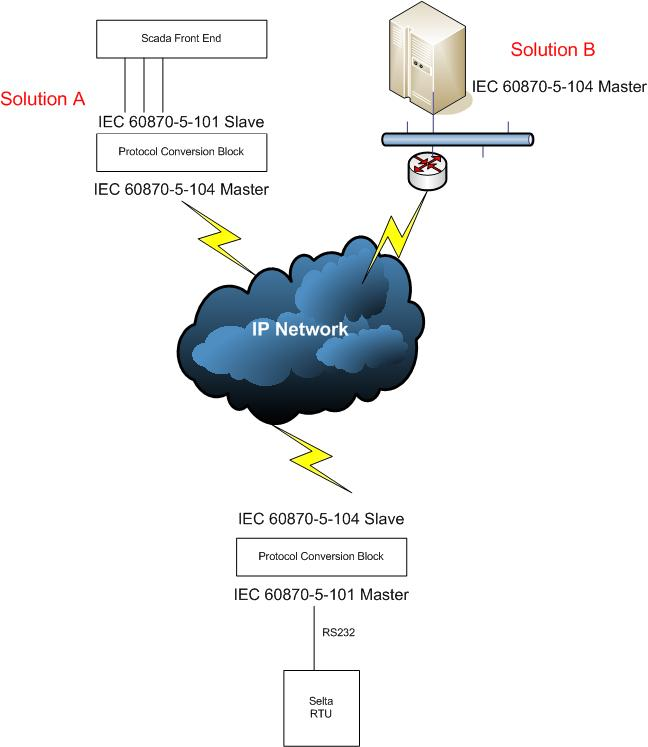 Scada Front End
Solution B
IEC 60870-5-104 Master
Solution A
IEC 60870-5-101 Slave
Protocol Conversion Block
IEC 60870-5-104 Master
IP Network
IEC 60870-5-104 Slave
Protocol Conversion Block
IEC 60870-5-101 Master
RS232
Selta
RTU